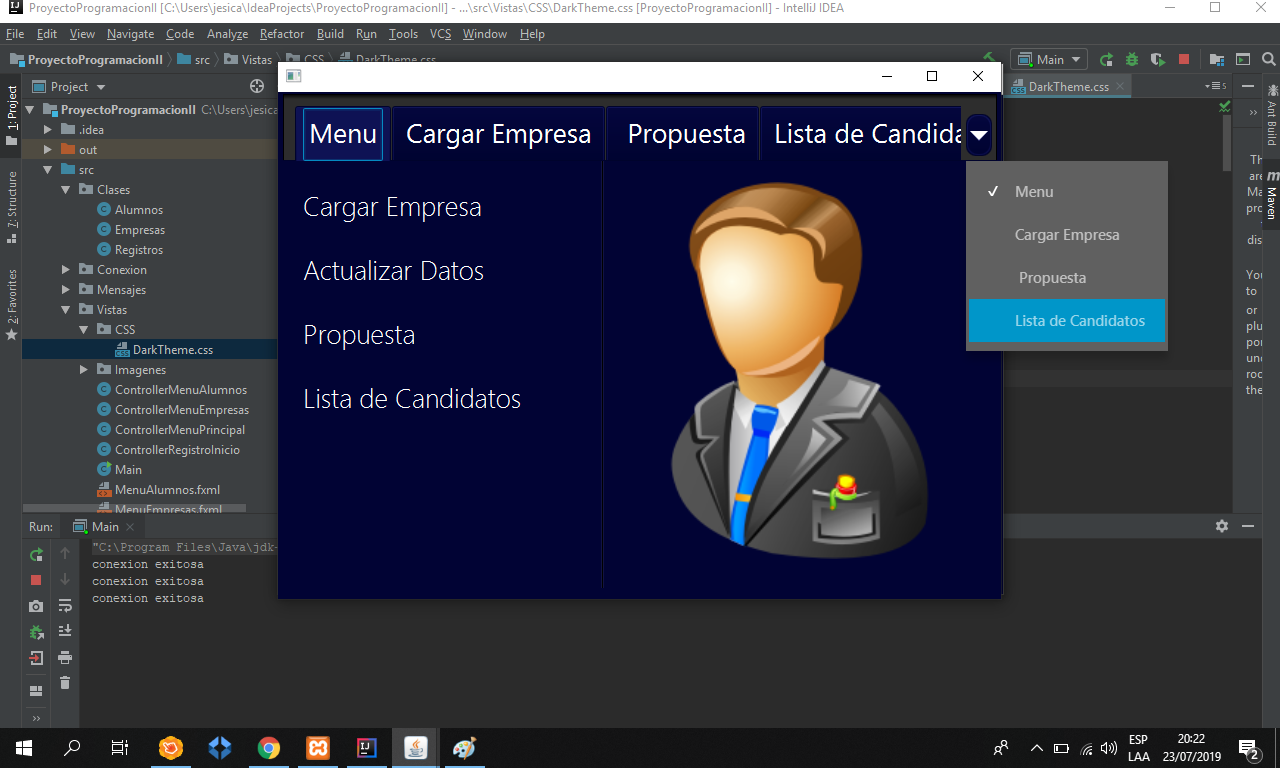 ProyectoProgramacionII [C:\Users\jesica\IdeaProjects\ProyectoProgramacionII] - ...\src\Vistas\CSS\DarkTheme.css [ProyectoProgramacionII] - IntelliJ IDEA
File Edit View Navigate Code Analyze Refactor Build Run Tools VCS Window Help
ProyectoProgramacionII src Vistas CSS DarkTheme.css Main
Project
DarkTheme.css
1: Project
7: Structure
2: Favorites
ProyectoProgramacionII C:\Users\jesica
.idea
out
src
Clases
Alumnos
Empresas
Registros
Conexion
Mensajes
Vistas
CSS
DarkTheme.css
Imagenes
ControllerMenuAlumnos
ControllerMenuEmpresas
ControllerMenuPrincipal
ControllerRegistroInicio
Main
MenuAlumnos.fxml
MenuEmpresas.fxml
Menu Cargar Empresa Propuesta Lista de Candida
Cargar Empresa
Actualizar Datos
Propuesta
Lista de Candidatos
Menu
Cargar Empresa
Propuesta
Lista de Candidatos
Th
are
Ma
pro
dis
You
to
or
plu
por
und
roo
the
Ant Build
Maven
Run: Main
"C:\Program Files\Java\jdk-
conexion exitosa
conexion exitosa
conexion exitosa
ESP
LAA
20:22
23/07/2019
2